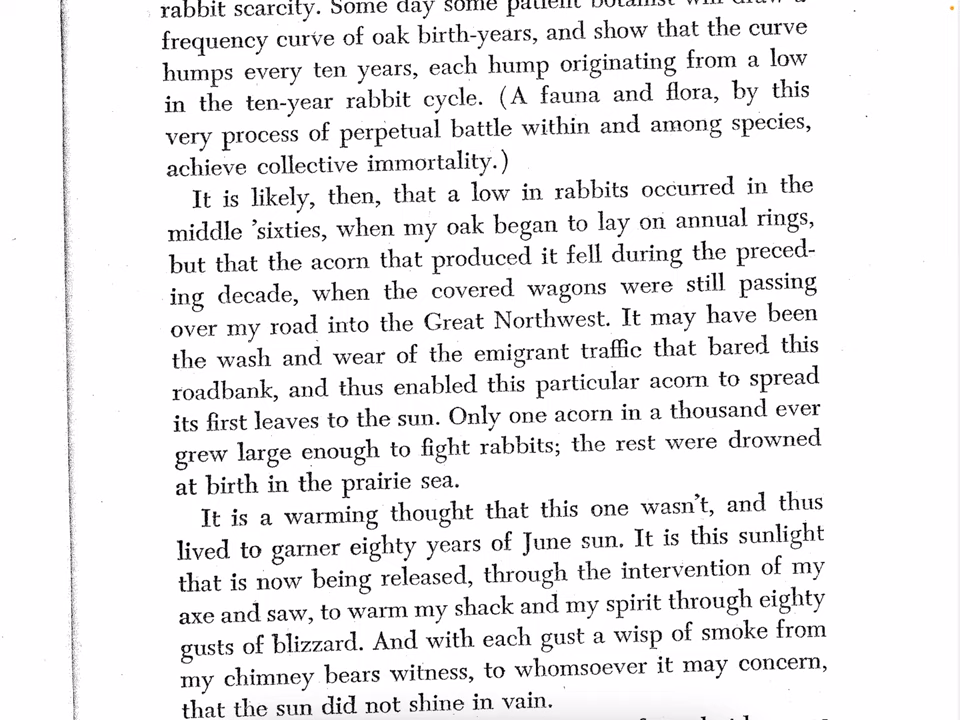 rabbit scarcity. Some day some patient botanist will draw a
frequency curve of oak birth-years, and show that the curve
humps every ten years, each hump originating from a low
in the ten-year rabbit cycle. (A fauna and flora, by this
very process of perpetual battle within and among species,
achieve collective immortality.)
It is likely, then, that a low in rabbits occurred in the
middle ’sixties, when my oak began to lay on annual rings,
but that the acorn that produced it fell during the preced-
ing decade, when the covered wagons were still passing
over my road into the Great Northwest. It may have been
the wash and wear of the emigrant traffic that bared this
roadbank, and thus enabled this particular acorn to spread
its first leaves to the sun. Only one acorn in a thousand ever
grew large enough to fight rabbits; the rest were drowned
at birth in the prairie sea.
It is a warming thought that this one wasn’t, and thus
lived to garner eighty years of June sun. It is this sunlight
that is now being released, through the intervention of my
axe and saw, to warm my shack and my spirit through eighty
gusts of blizzard. And with each gust a wisp of smoke from
my chimney bears witness, to whomsoever it may concern,
that the sun did not shine in vain.